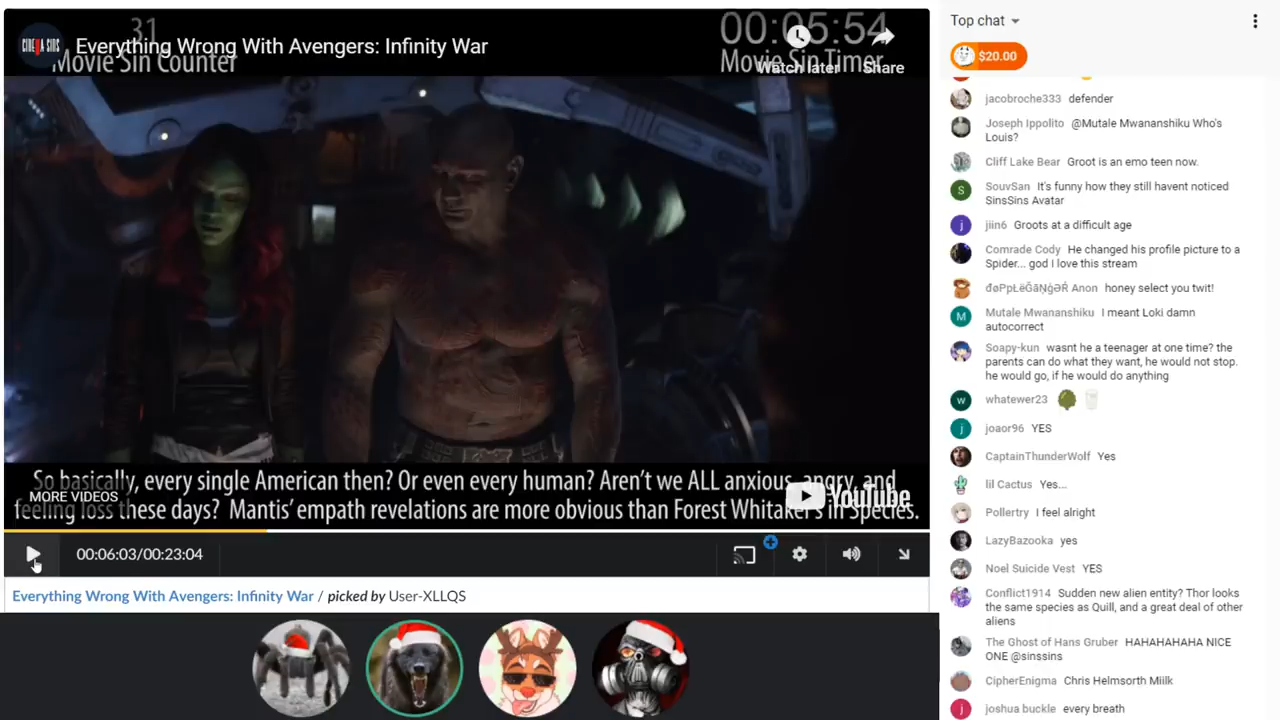 31
Movie Sin Counter
00:05:54
Movie Sin Timer
CINEMA SINS
Everything Wrong With Avengers: Infinity War
Watch later
Share
So basically, every single American then? Or even every human? Aren't we ALL anxious, angry, and
feeling loss these days? Mantis' empath revelations are more obvious than Forest Whitaker's in Species.
MORE VIDEOS
YouTube
00:06:03/00:23:04
Everything Wrong With Avengers: Infinity War / picked by User-XLLQS
Top chat
$20.00
jacobroche333 defender
Joseph Ippolito @Mutale Mwananshiku Who's
Louis?
Cliff Lake Bear Groot is an emo teen now.
S
SouvSan It's funny how they still havent noticed
SinsSins Avatar
j
jiin6 Groots at a difficult age
Comrade Cody He changed his profile picture to a
Spider... god I love this stream
đøPpŁëĞãŅģƏŘ Anon honey select you twit!
M
Mutale Mwananshiku I meant Loki damn
autocorrect
Soapy-kun wasnt he a teenager at one time? the
parents can do what they want, he would not stop.
he would go, if he would do anything
w
whatewer23
j
joaor96 YES
CaptainThunderWolf Yes
lil Cactus Yes...
Pollertry I feel alright
LazyBazooka yes
Noel Suicide Vest YES
Conflict1914 Sudden new alien entity? Thor looks
the same species as Quill, and a great deal of other
aliens
The Ghost of Hans Gruber HAHAHAHAHA NICE
ONE @sinssins
CipherEnigma Chris Helmsorth Miilk
j
joshua buckle every breath